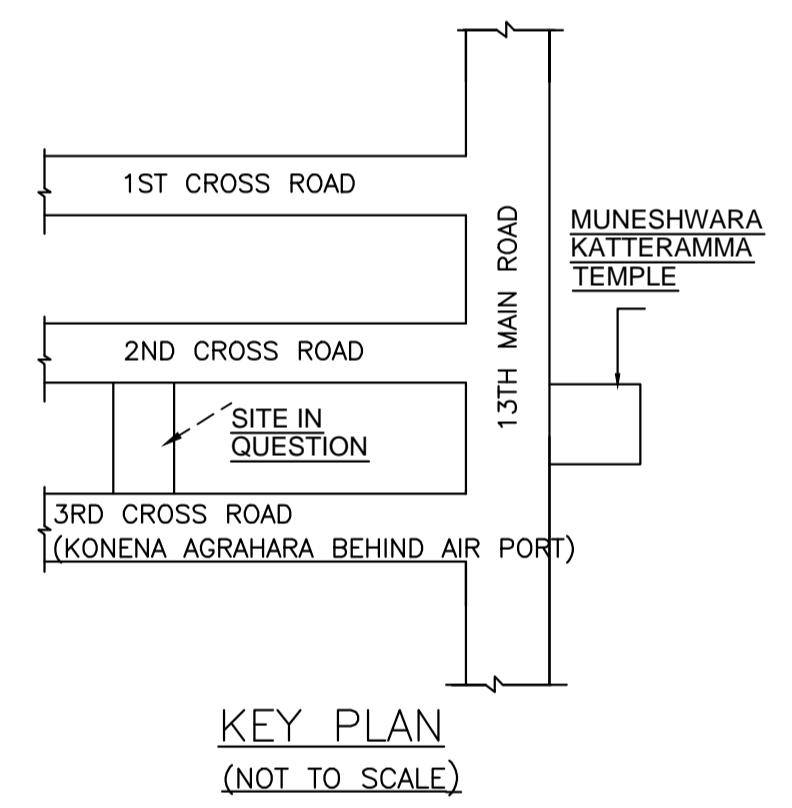 1ST CROSS ROAD
13TH MAIN ROAD
MUNESHWARA
KATTERAMMA
TEMPLE
2ND CROSS ROAD
SITE IN
QUESTION
3RD CROSS ROAD
(KONENA AGRAHARA BEHIND AIR PORT)
KEY PLAN
(NOT TO SCALE)